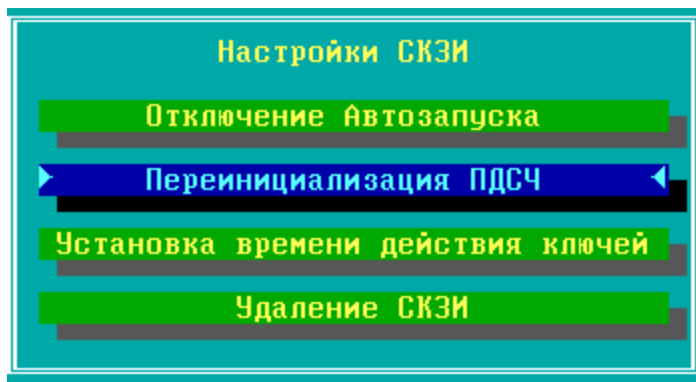 Настройки СКЗИ
Отключение Автозапуска
Переинициализация ПДСЧ
Установка времени действия ключей
Удаление СКЗИ